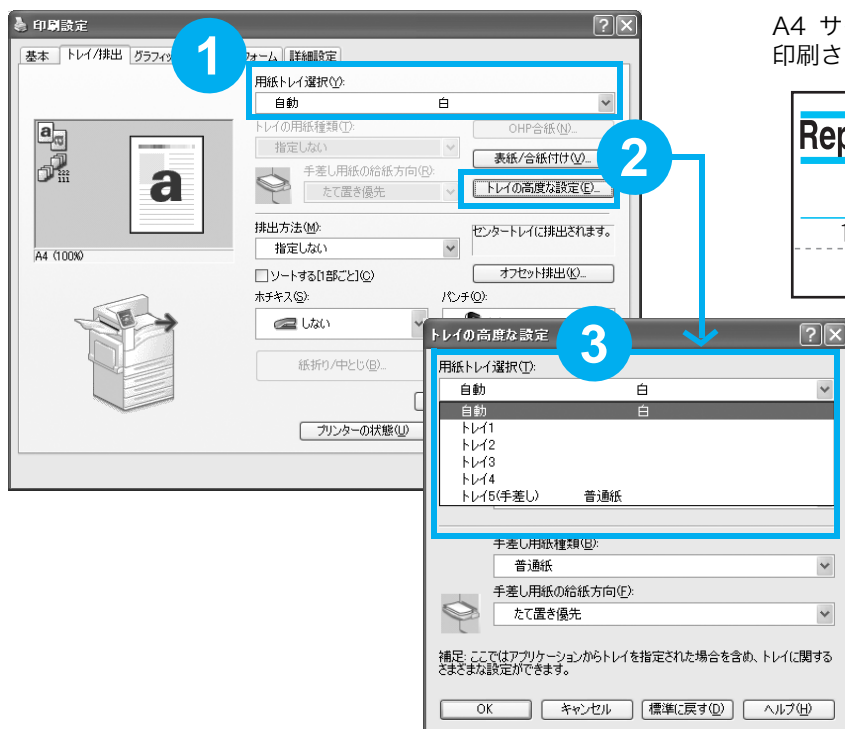 印刷設定
基本 トレイ/排出 グラフィッ フォーム 詳細設定
1
用紙トレイ選択(Y):
自動 白
トレイの用紙種類(T):
指定しない
OHP合紙(N)...
表紙/合紙付け(V)...
2
手差し用紙の給紙方向(R):
たて置き優先
トレイの高度な設定(E)...
a
A4 (100%)
排出方法(M):
指定しない
センタートレイに排出されます。
ソートする[1部ごと](C)
オフセット排出(K)...
ホチキス(S):
しない
パンチ(O):
紙折り/中とじ(B)...
プリンターの状態(U)
トレイの高度な設定
3
用紙トレイ選択(T):
自動 白
自動 白
トレイ1
トレイ2
トレイ3
トレイ4
トレイ5(手差し) 普通紙
手差し用紙種類(B):
普通紙
手差し用紙の給紙方向(F):
たて置き優先
補足: ここではアプリケーションからトレイを指定された場合を含め、トレイに関する
さまざまな設定ができます。
OK キャンセル 標準に戻す(D) ヘルプ(H)
A4 サ
印刷さ
Rep
1